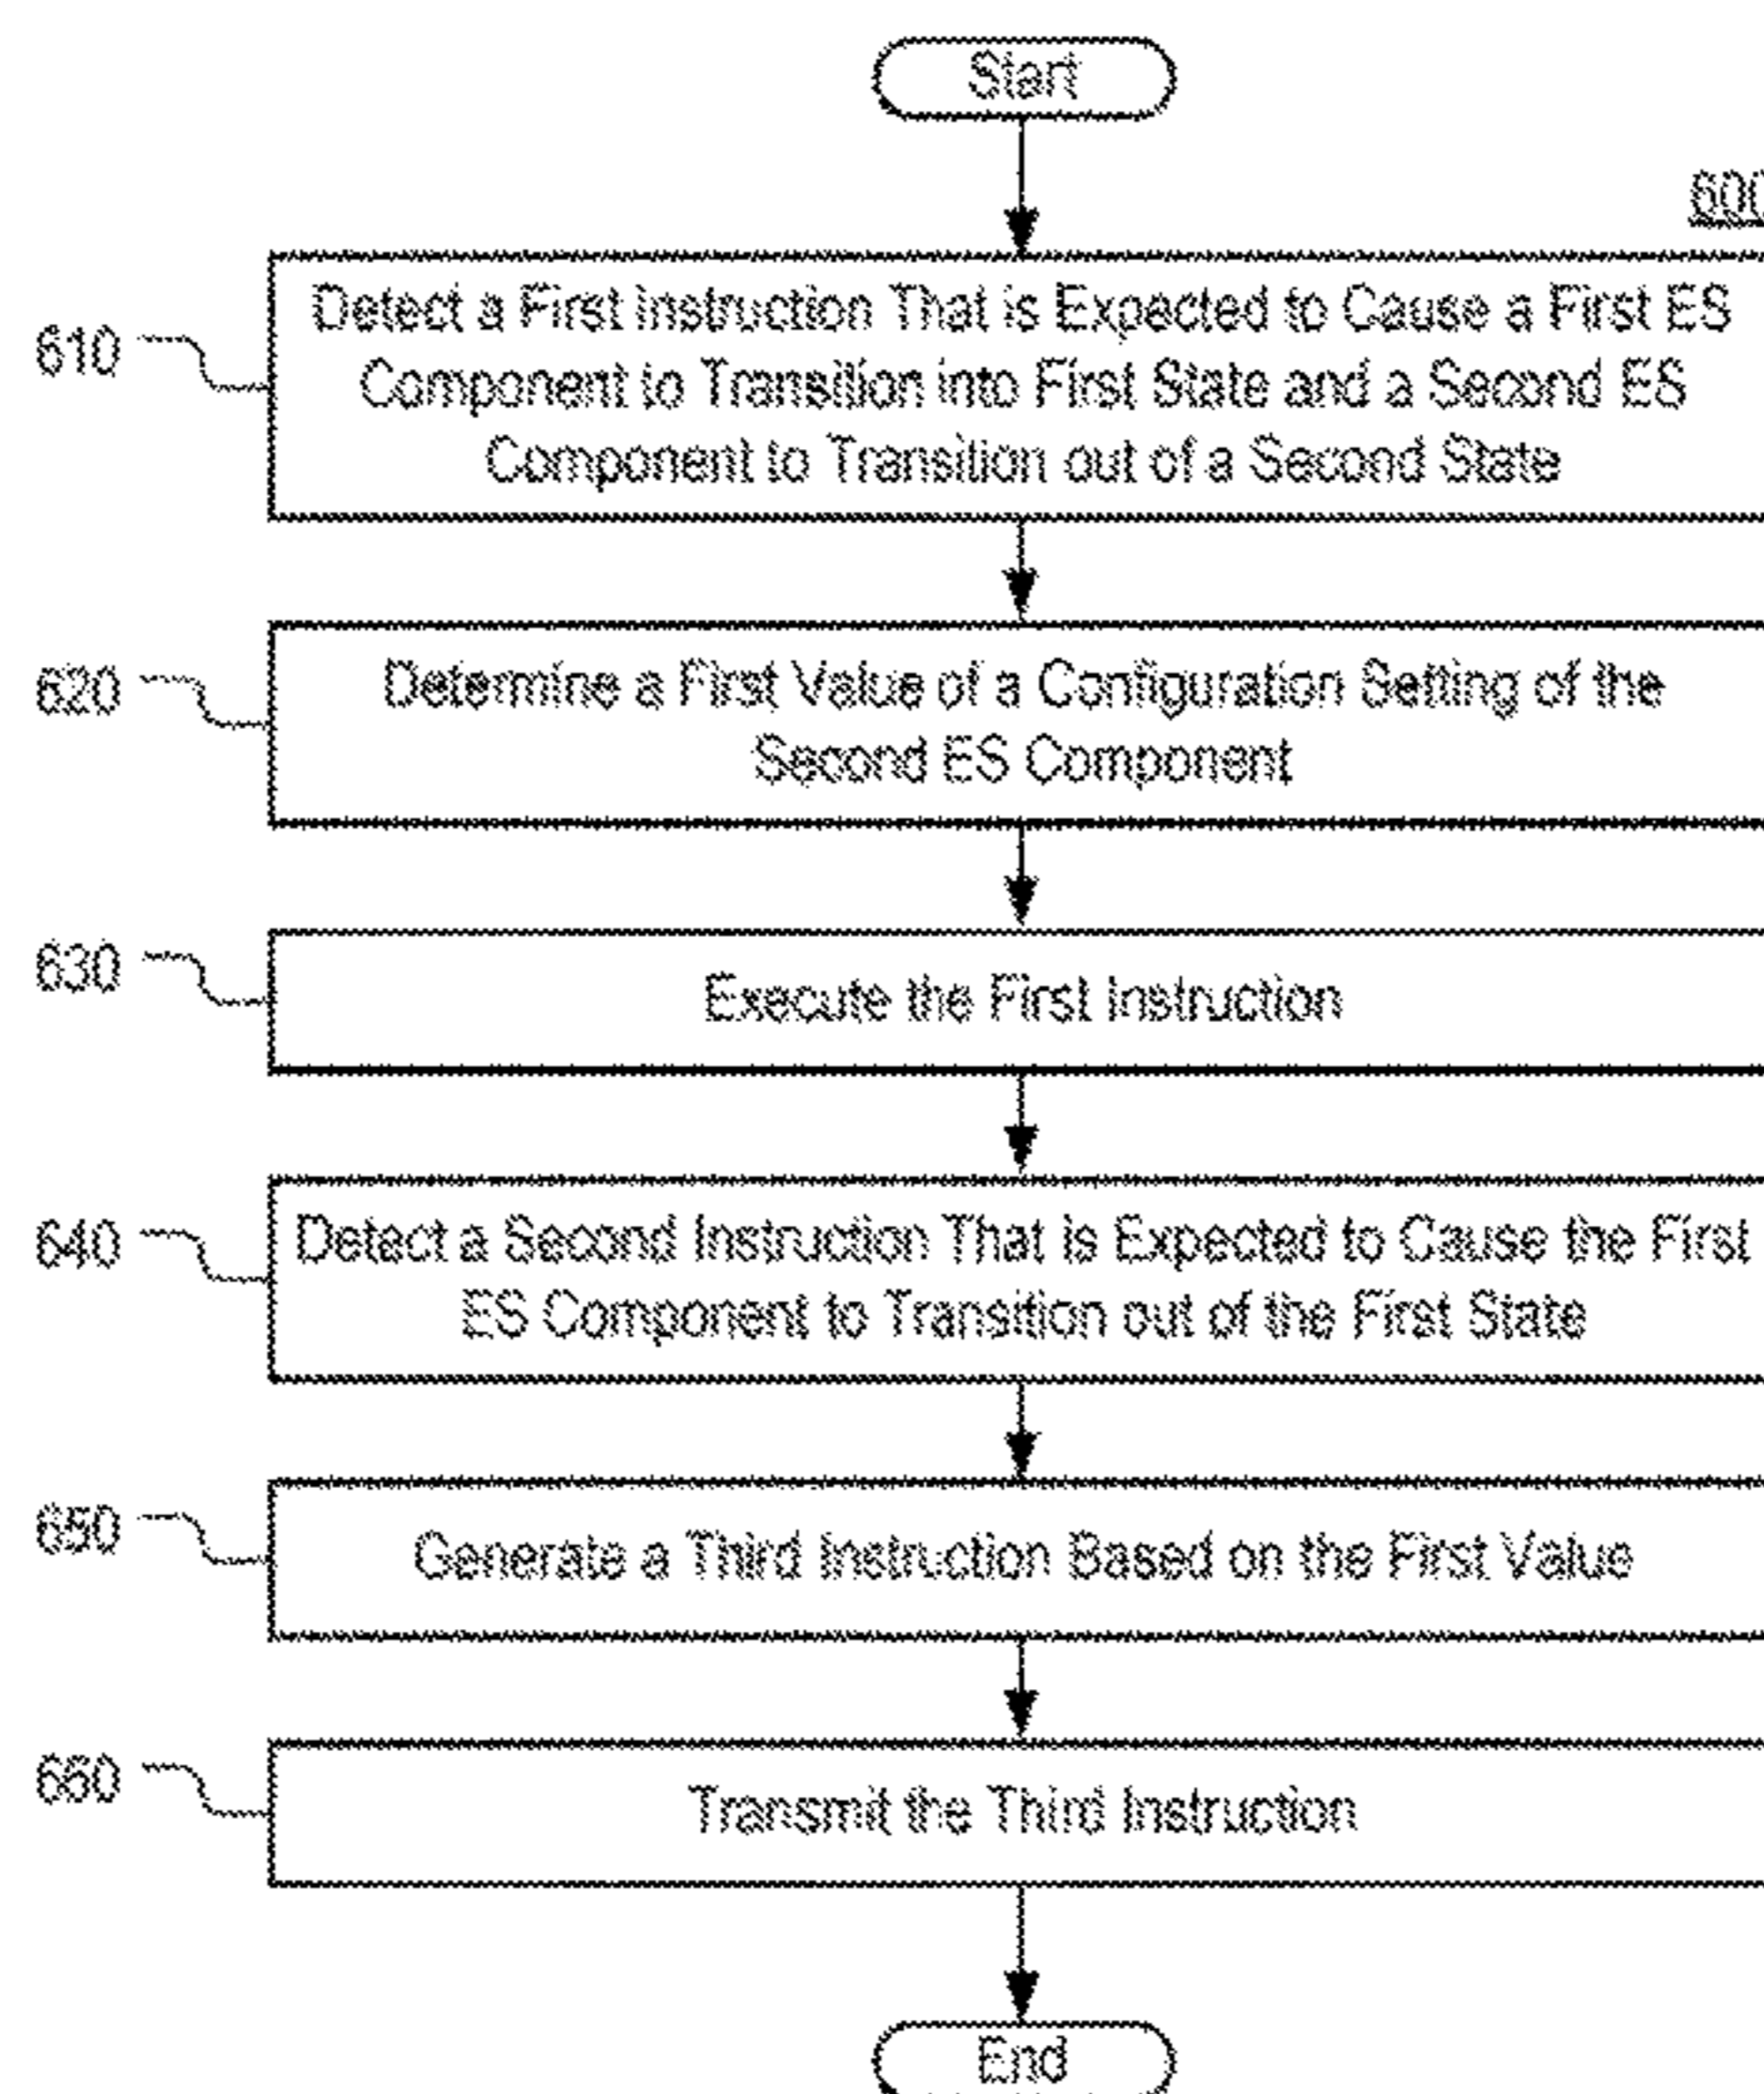 Start
600
610
Detect a First Instruction That is Expected to Cause a First ES
Component to Transition into First State and a Second ES
Component to Transition out of a Second State
620
Determine a First Value of a Configuration Setting of the
Second ES Component
630
Execute the First Instruction
640
Detect a Second Instruction That is Expected to Cause the First
ES Component to Transition out of the First State
650
Generate a Third Instruction Based on the First Value
660
Transmit the Third Instruction
End